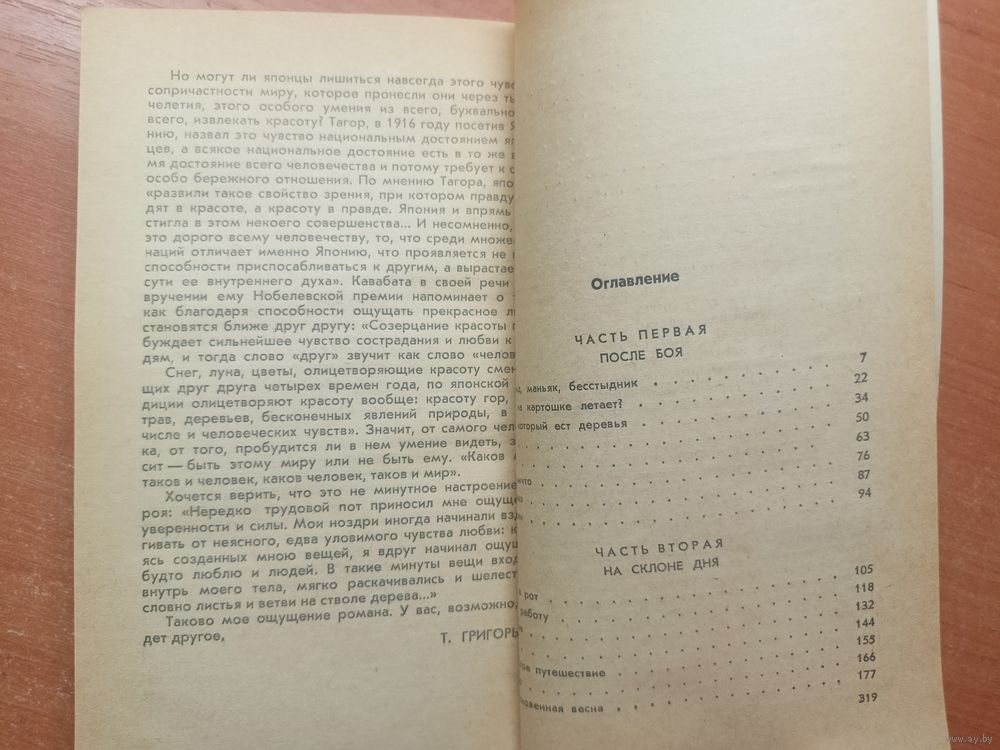 Но могут ли японцы лишиться навсегда этого чувс
сопричастности миру, которое пронесли они через ты
челетия, этого особого умения из всего, буквально
всего, извлекать красоту? Тагор, в 1916 году посетив Я
нию, назвал это чувство национальным достоянием яп
цев, а всякое национальное достояние есть в то же в
мя достояние всего человечества и потому требует к с
особо бережного отношения. По мнению Тагора, япо
«развили такое свойство зрения, при котором правду
дят в красоте, а красоту в правде. Япония и впрямь
стигла в этом некоего совершенства... И несомненно,
это дорого всему человечеству, то, что среди множе
наций отличает именно Японию, что проявляется не в
способности приспосабливаться к другим, а вырастае
сути ее внутреннего духа». Кавабата в своей речи
вручении ему Нобелевской премии напоминает о т
как благодаря способности ощущать прекрасное лю
становятся ближе друг другу: «Созерцание красоты п
буждает сильнейшее чувство сострадания и любви к
дям, и тогда слово «друг» звучит как слово «чело
Снег, луна, цветы, олицетворяющие красоту смен
щих друг друга четырех времен года, по японской
диции олицетворяют красоту вообще: красоту гор,
трав, деревьев, бесконечных явлений природы, в
числе и человеческих чувств». Значит, от самого чел
ка, от того, пробудится ли в нем умение видеть, з
сит — быть этому миру или не быть ему. «Каков
таков и человек, каков человек, таков и мир».
Хочется верить, что это не минутное настроение
роя: «Нередко трудовой пот приносил мне ощуще
уверенности и силы. Мои ноздри иногда начинали взд
гивать от неясного, едва уловимого чувства любви: к
ясь созданных мною вещей, я вдруг начинал ощущ
будто люблю и людей. В такие минуты вещи вход
внутрь моего тела, мягко раскачивались и шелест
словно листья и ветви на стволе дерева...»
Таково мое ощущение романа. У вас, возможно,
дет другое,
Т. ГРИГОРЬ
Оглавление
ЧАСТЬ ПЕРВАЯ
ПОСЛЕ БОЯ
маньяк, бесстыдник . . . . . . . 7
на картошке летает? . . . . . . . 22
который ест деревья . . . . . . . 34
50
63
ничто . . . . . . . 76
87
94
ЧАСТЬ ВТОРАЯ
НА СКЛОНЕ ДНЯ
в рот . . . . . . . 105
работу . . . . . . . 118
132
144
155
ное путешествие . . . . . . . 166
177
новенная весна . . . . . . . 319
www.ay.by